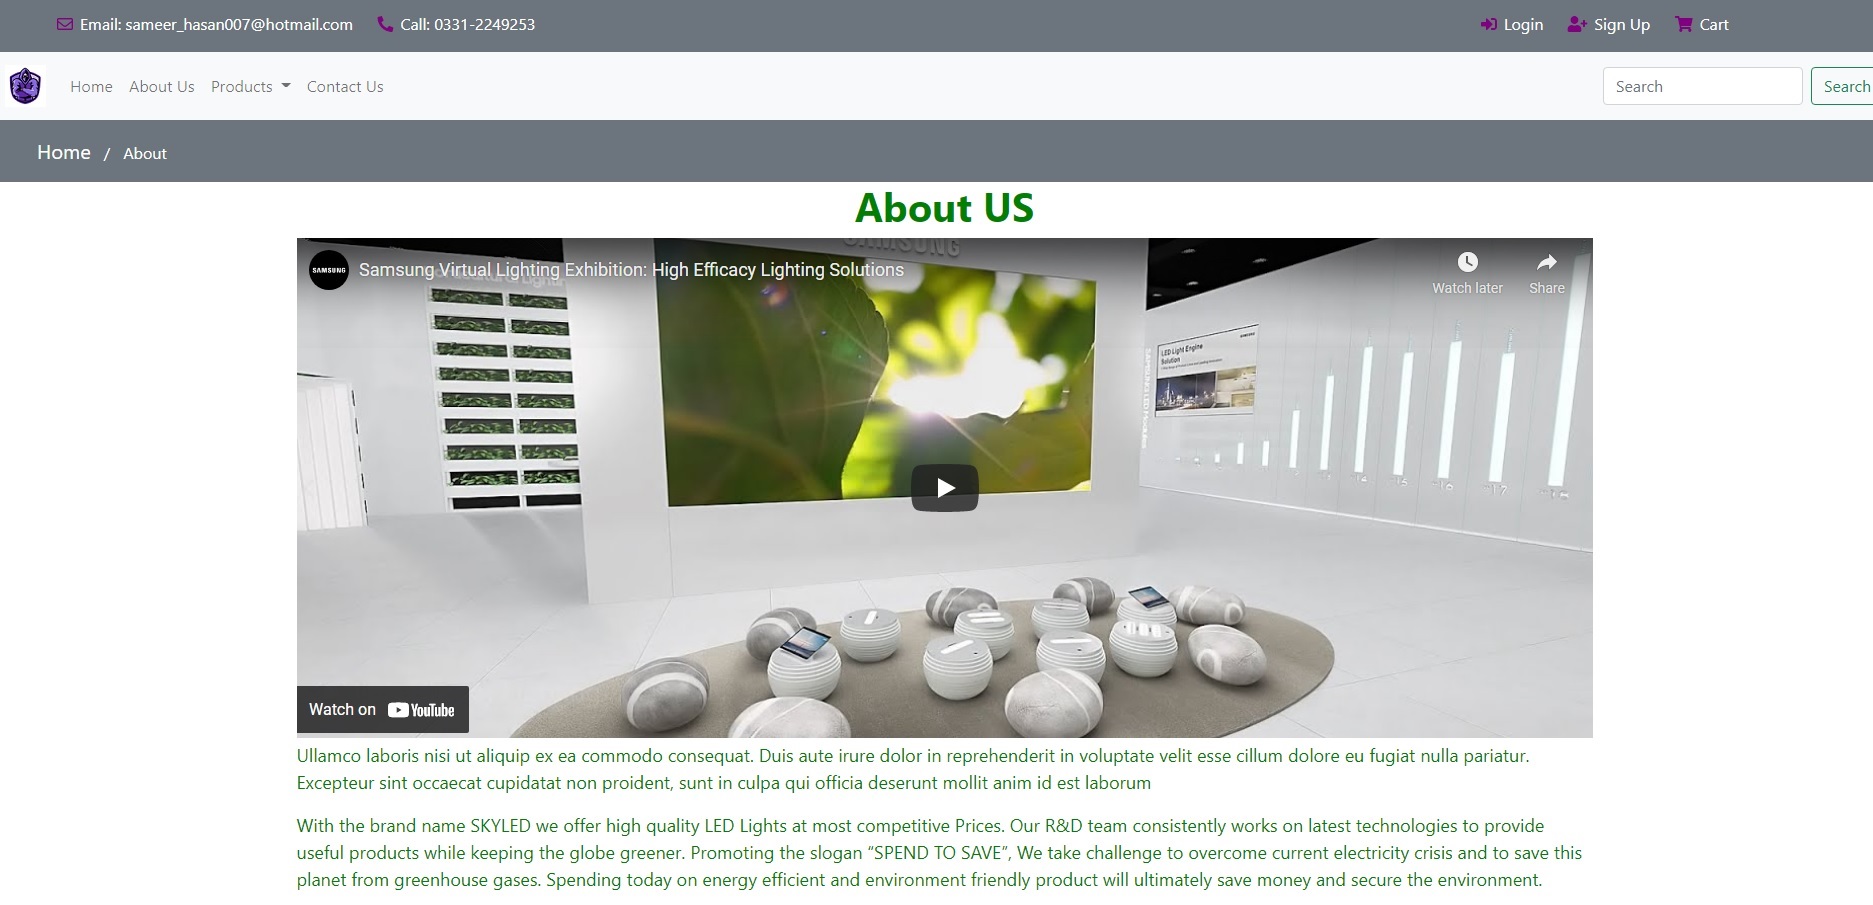 Email: sameer_hasan007@hotmail.com Call: 0331-2249253 Login Sign Up Cart
Home About Us Products Contact Us Search Search
Home / About
About US
SAMSUNG
SAMSUNG Samsung Virtual Lighting Exhibition: High Efficacy Lighting Solutions
Watch later Share
LED Light Engine
Solution
Watch on YouTube
Ullamco laboris nisi ut aliquip ex ea commodo consequat. Duis aute irure dolor in reprehenderit in voluptate velit esse cillum dolore eu fugiat nulla pariatur.
Excepteur sint occaecat cupidatat non proident, sunt in culpa qui officia deserunt mollit anim id est laborum
With the brand name SKYLED we offer high quality LED Lights at most competitive Prices. Our R&D team consistently works on latest technologies to provide
useful products while keeping the globe greener. Promoting the slogan “SPEND TO SAVE”, We take challenge to overcome current electricity crisis and to save this
planet from greenhouse gases. Spending today on energy efficient and environment friendly product will ultimately save money and secure the environment.